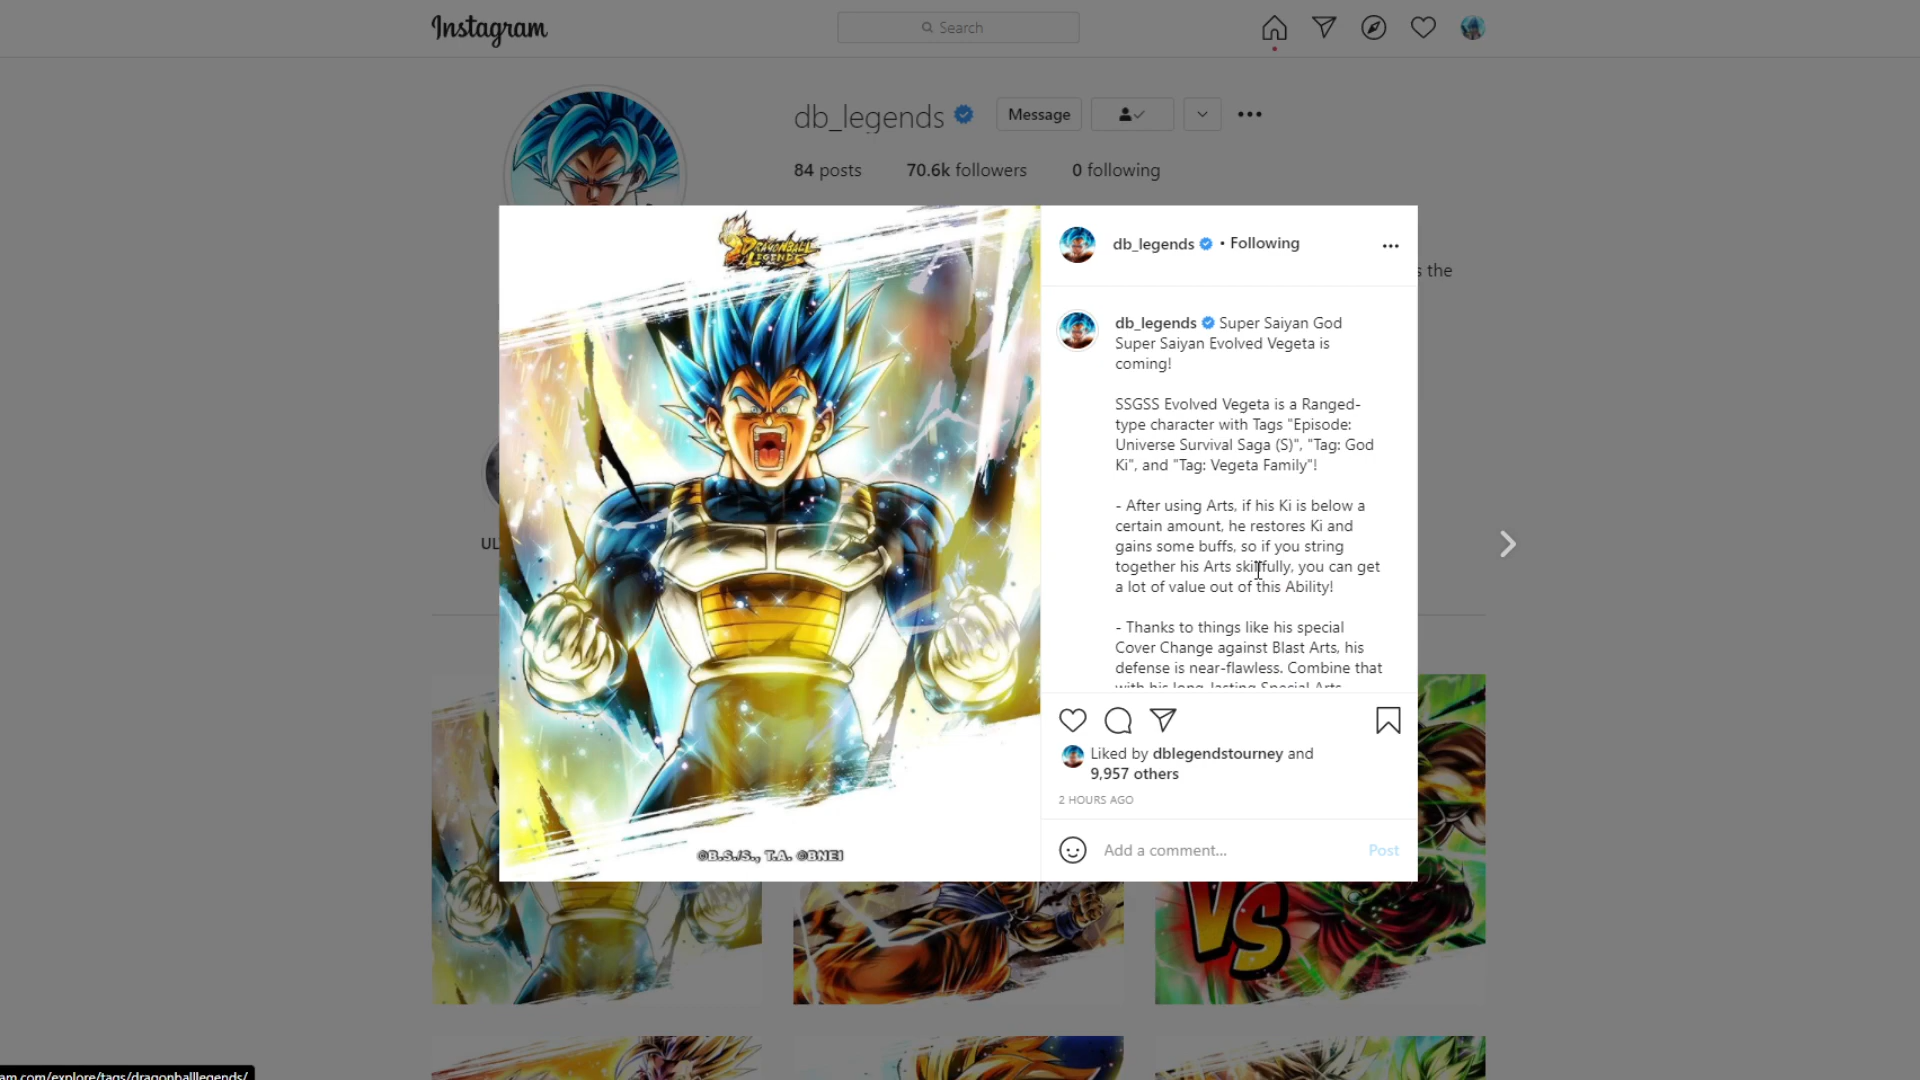 Instagram
Search
db_legends
Message
84 posts 70.6k followers 0 following
s the
UL
DRAGONBALL
LEGENDS
©B.S./S., T.A. ©BNEI
db_legends • Following
db_legends Super Saiyan God
Super Saiyan Evolved Vegeta is
coming!
SSGSS Evolved Vegeta is a Ranged-
type character with Tags "Episode:
Universe Survival Saga (S)", "Tag: God
Ki", and "Tag: Vegeta Family"!
- After using Arts, if his Ki is below a
certain amount, he restores Ki and
gains some buffs, so if you string
together his Arts skillfully, you can get
a lot of value out of this Ability!
- Thanks to things like his special
Cover Change against Blast Arts, his
defense is near-flawless. Combine that
with his long-lasting Special Arts
Liked by dblegendstourney and
9,957 others
2 HOURS AGO
Add a comment... Post
VS
am.com/explore/tags/dragonballlegends/